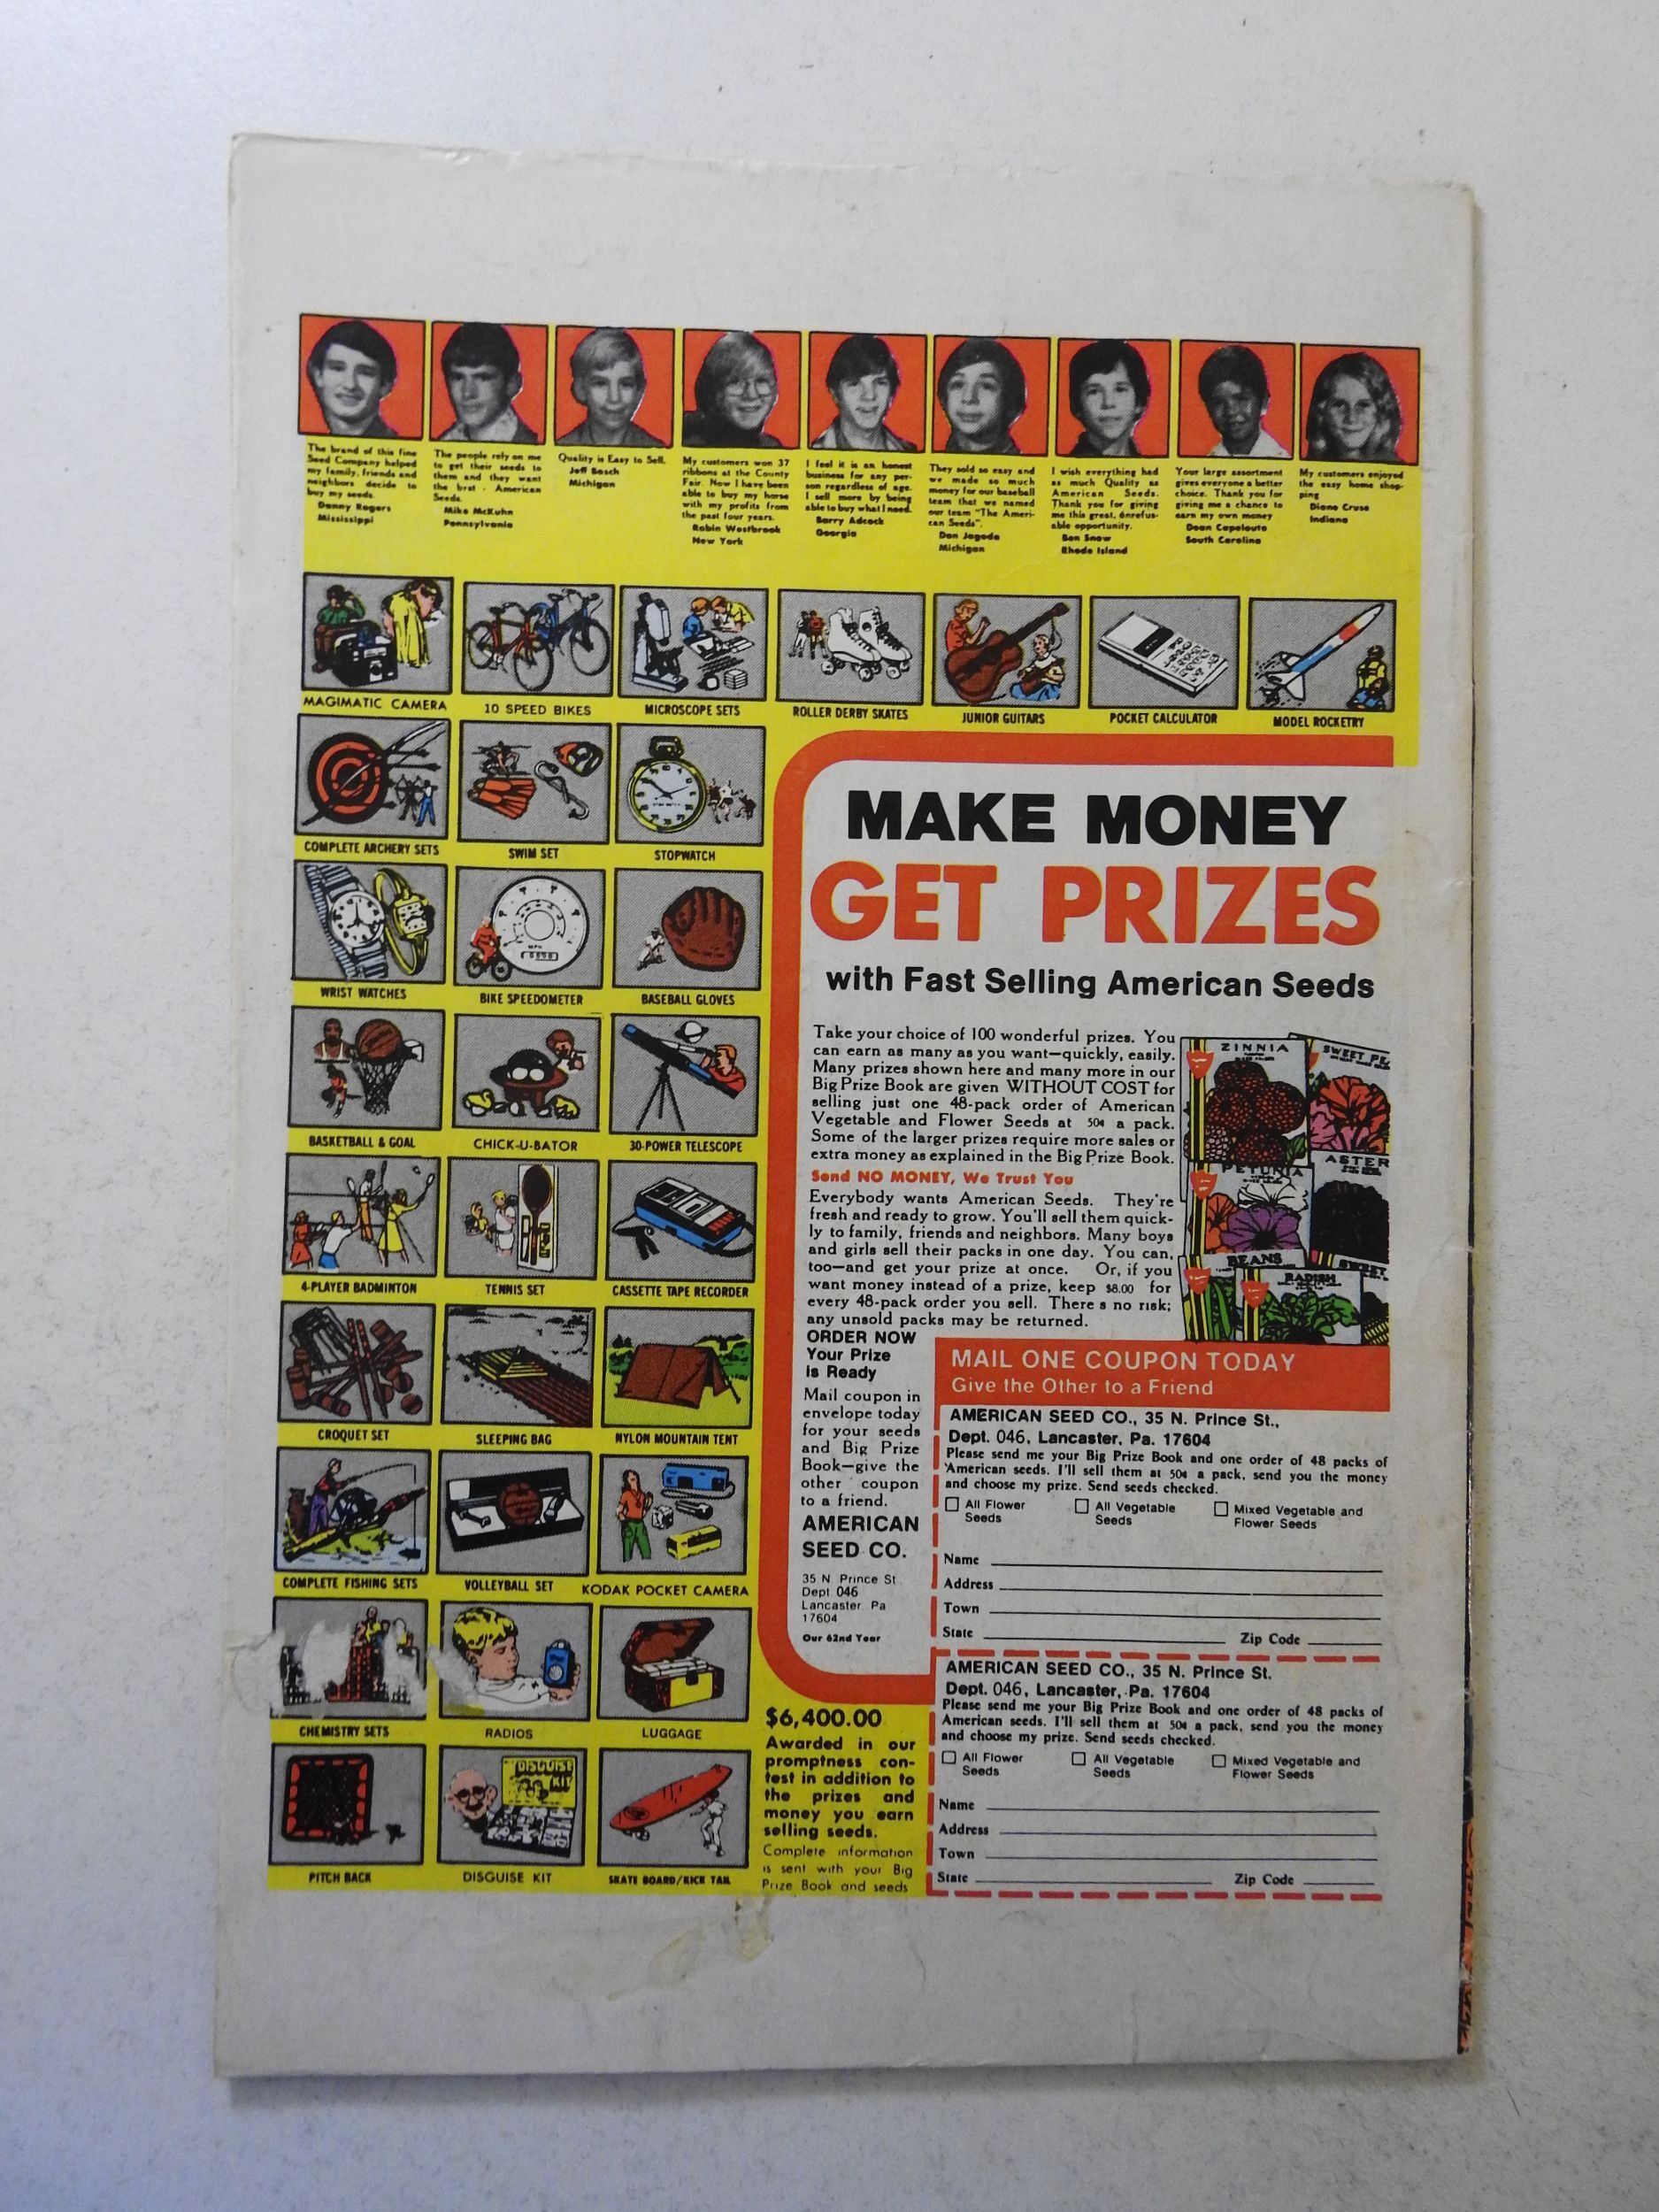 The brand of this fine
Seed Company helped
my family, friends and
neighbors decide to
buy my seeds.
Danny Rogers
Mississippi
The people rely on me
to get their seeds to
them and they want
the brst - American
Seeds.
Mike McKuhn
Pennsylvania
Quality is Easy to Sell.
Jeff Bosch
Michigan
My customers won 37
ribbons at the County
Fair. Now I have been
able to buy my horse
with my profits from
the past four years.
Robin Westbrook
New York
I feel it is an honest
business for any per-
son regardless of age.
I sell more by being
able to buy what I need.
Barry Adcock
Georgia
They sold so easy and
we made so much
money for our baseball
team that we named
our team "The Ameri-
can Seeds".
Don Jagoda
Michigan
I wish everything had
as much Quality as
American Seeds.
Thank you for giving
me this great, unrefus-
able opportunity.
Ben Snow
Rhode Island
Your large assortment
gives everyone a better
choice. Thank you for
giving me a chance to
earn my own money
Dean Capeloute
South Carolina
My customers enjoyed
the easy home shop-
ping
Diane Cruse
Indiana
MAGIMATIC CAMERA
10 SPEED BIKES
MICROSCOPE SETS
ROLLER DERBY SKATES
JUNIOR GUITARS
POCKET CALCULATOR
MODEL ROCKETRY
COMPLETE ARCHERY SETS
SWIM SET
STOPWATCH
WRIST WATCHES
BIKE SPEEDOMETER
BASEBALL GLOVES
BASKETBALL & GOAL
CHICK-U-BATOR
30-POWER TELESCOPE
4-PLAYER BADMINTON
TENNIS SET
CASSETTE TAPE RECORDER
CROQUET SET
SLEEPING BAG
NYLON MOUNTAIN TENT
COMPLETE FISHING SETS
VOLLEYBALL SET
KODAK POCKET CAMERA
CHEMISTRY SETS
RADIOS
LUGGAGE
DISGUISE
KIT
PITCH BACK
DISGUISE KIT
SKATE BOARD/KICK TAIL
MAKE MONEY
GET PRIZES
with Fast Selling American Seeds
Take your choice of 100 wonderful prizes. You
can earn as many as you want—quickly, easily.
Many prizes shown here and many more in our
Big Prize Book are given WITHOUT COST for
selling just one 48-pack order of American
Vegetable and Flower Seeds at 50¢ a pack.
Some of the larger prizes require more sales or
extra money as explained in the Big Prize Book.
Send NO MONEY, We Trust You
Everybody wants American Seeds. They're
fresh and ready to grow. You'll sell them quick-
ly to family, friends and neighbors. Many boys
and girls sell their packs in one day. You can,
too—and get your prize at once. Or, if you
want money instead of a prize, keep $8.00 for
every 48-pack order you sell. There s no risk;
any unsold packs may be returned.
ZINNIA
SWEET PE
PETUNIA
ASTER
BEANS
RADISH
SWEET
ORDER NOW
Your Prize
is Ready
Mail coupon in
envelope today
for your seeds
and Big Prize
Book—give the
other coupon
to a friend.
AMERICAN
SEED CO.
35 N. Prince St.
Dept 046
Lancaster. Pa
17604
Our 62nd Year
$6,400.00
Awarded in our
promptness con-
test in addition to
the prizes and
money you earn
selling seeds.
Complete information
is sent with your Big
Prize Book and seeds
MAIL ONE COUPON TODAY
Give the Other to a Friend
AMERICAN SEED CO., 35 N. Prince St.,
Dept. 046, Lancaster, Pa. 17604
Please send me your Big Prize Book and one order of 48 packs of
American seeds. I'll sell them at 50¢ a pack, send you the money
and choose my prize. Send seeds checked.
All Flower
Seeds
All Vegetable
Seeds
Mixed Vegetable and
Flower Seeds
Name
Address
Town
State Zip Code
AMERICAN SEED CO., 35 N. Prince St.
Dept. 046, Lancaster, Pa. 17604
Please send me your Big Prize Book and one order of 48 packs of
American seeds. I'll sell them at 50¢ a pack, send you the money
and choose my prize. Send seeds checked.
All Flower
Seeds
All Vegetable
Seeds
Mixed Vegetable and
Flower Seeds
Name
Address
Town
State Zip Code